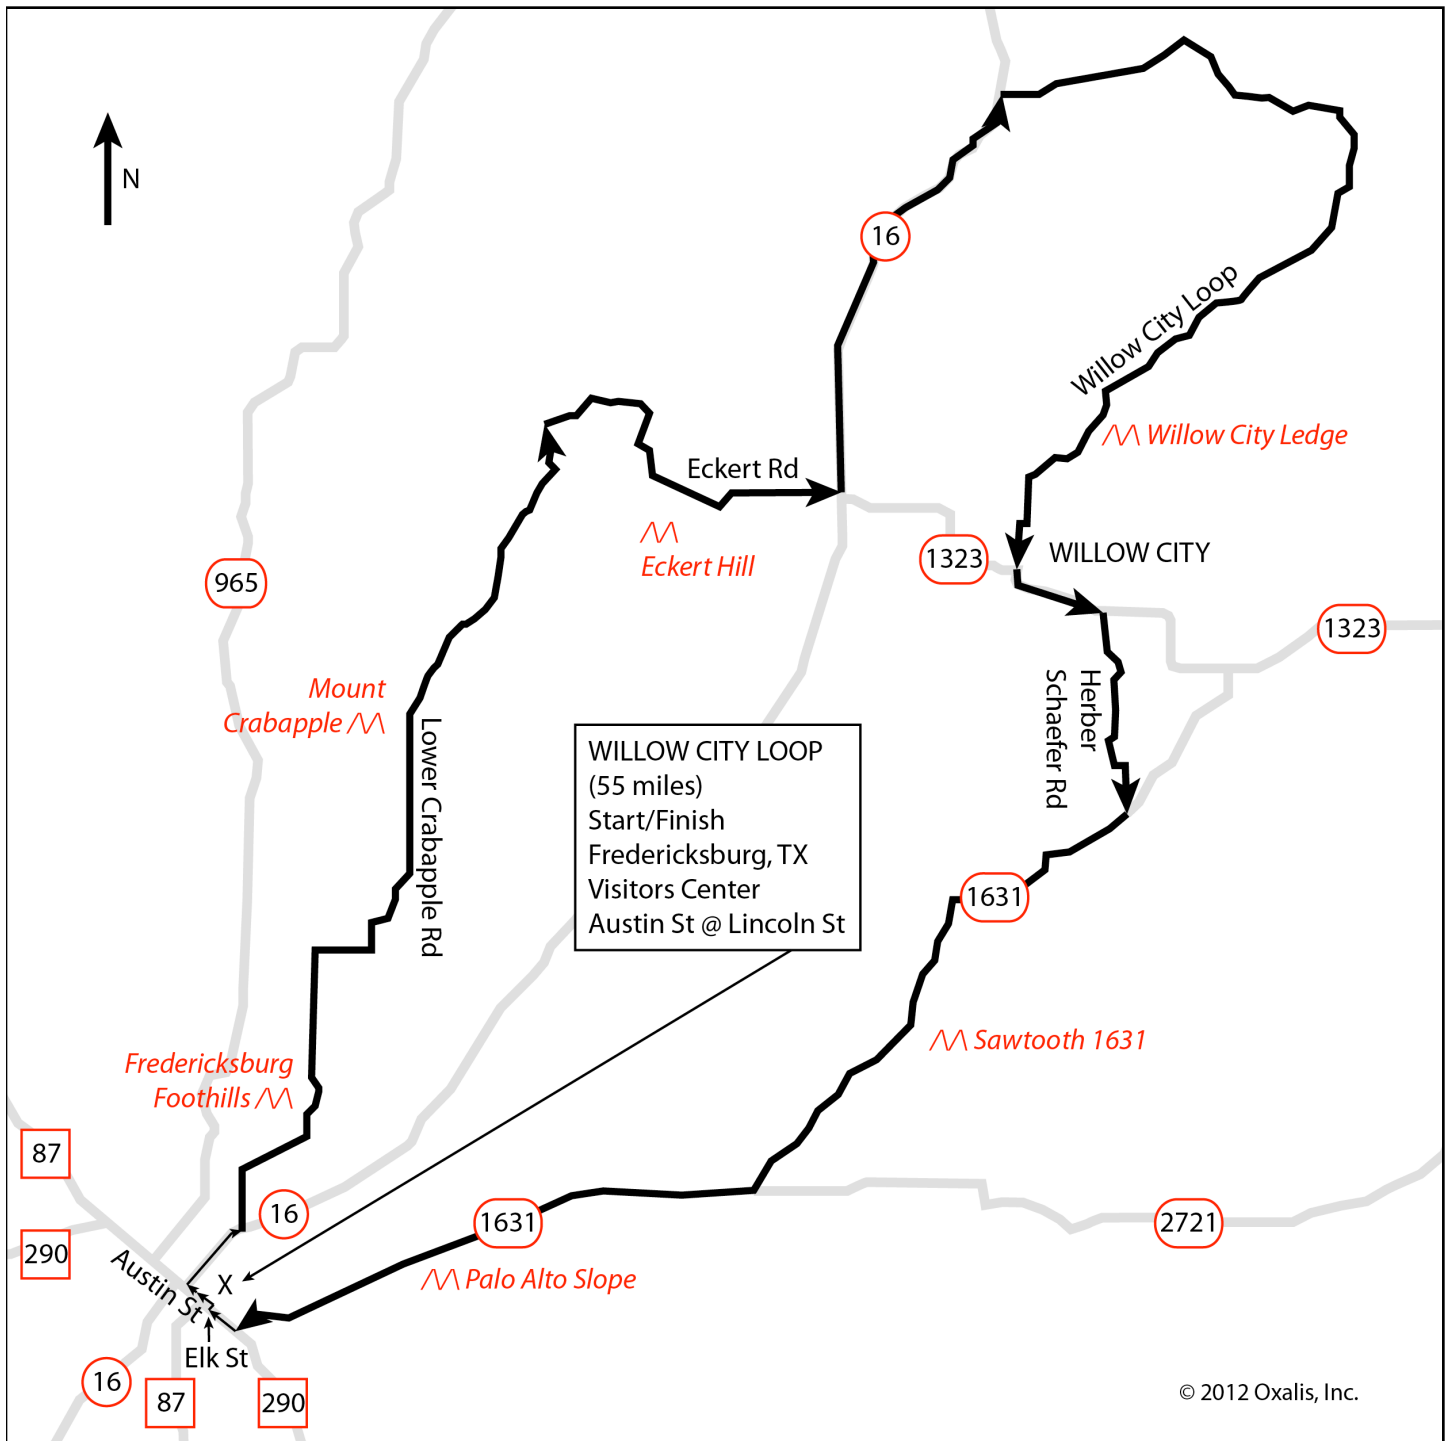 N
16
Willow City Loop
/\/\ Willow City Ledge
Eckert Rd
/\/\
Eckert Hill
1323
WILLOW CITY
965
1323
Mount
Crabapple /\/\
Lower Crabapple Rd
Herber
Schaefer Rd
WILLOW CITY LOOP
(55 miles)
Start/Finish
Fredericksburg, TX
Visitors Center
Austin St @ Lincoln St
1631
/\/\ Sawtooth 1631
Fredericksburg
Foothills /\/\
87
16
1631
2721
290
Austin St
X
/\/\ Palo Alto Slope
Elk St
16
87
290
© 2012 Oxalis, Inc.